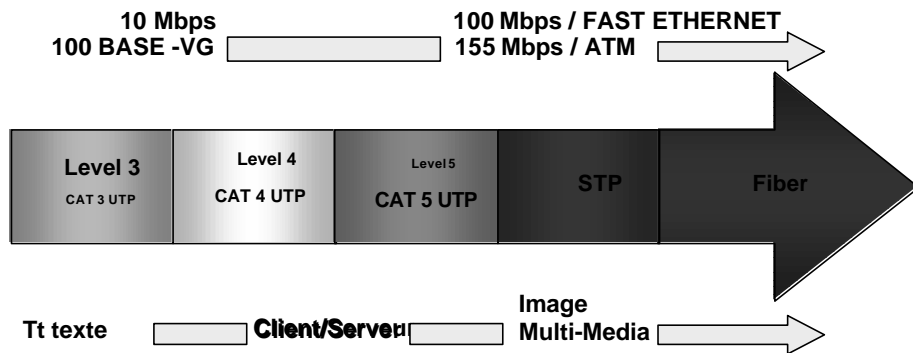 10 Mbps
100 BASE -VG
100 Mbps / FAST ETHERNET
155 Mbps / ATM
Level 3
CAT 3 UTP
Level 4
CAT 4 UTP
Level 5
CAT 5 UTP
STP
Fiber
Tt texte
Client/Serveur
Image
Multi-Media